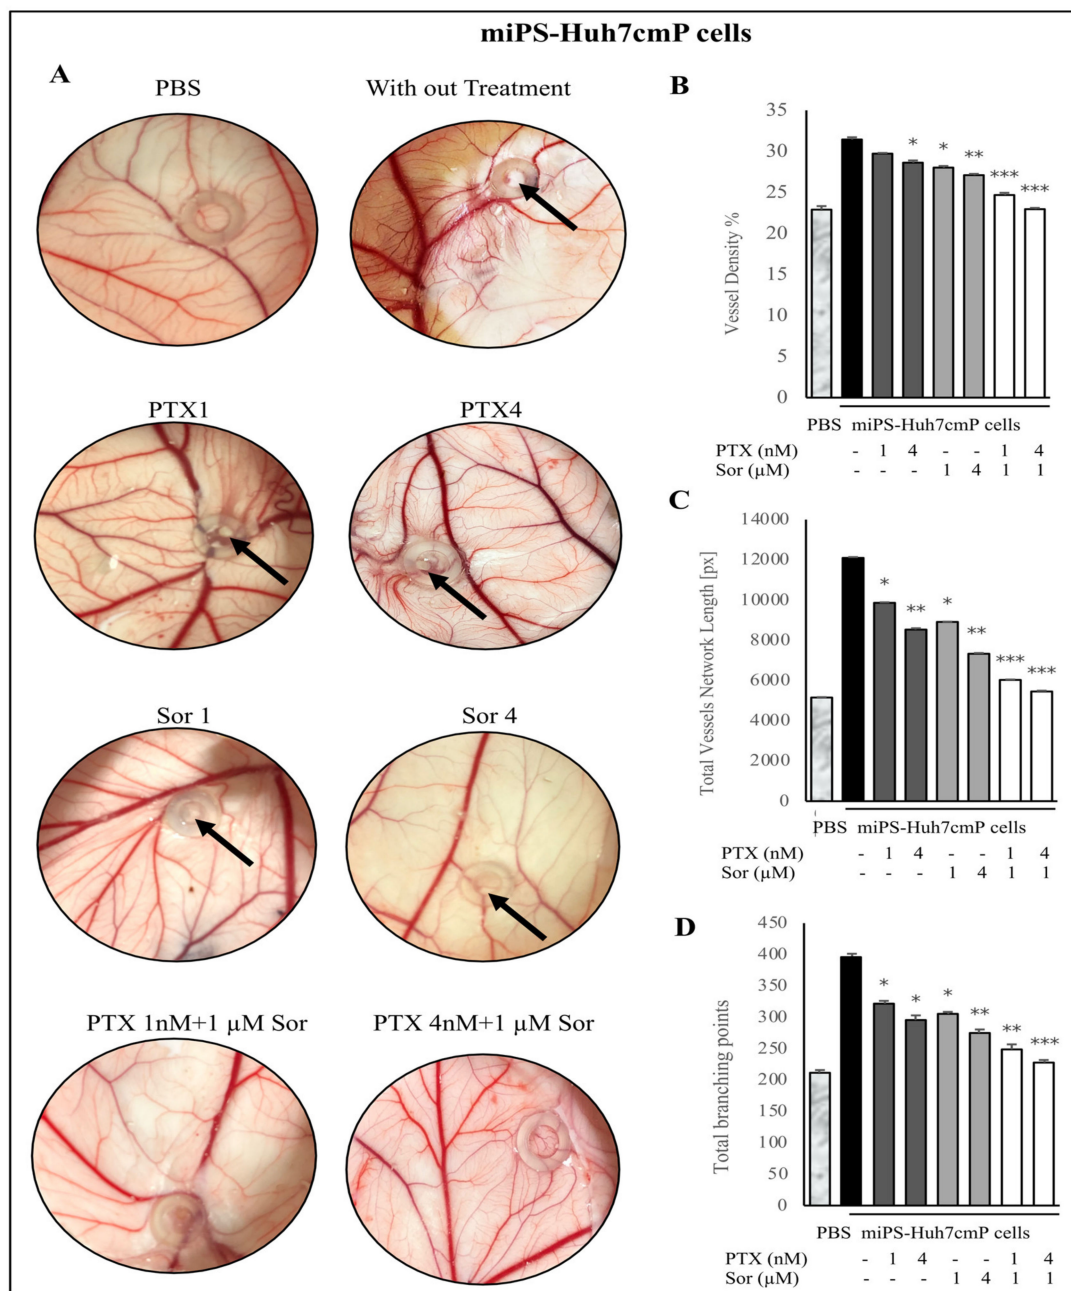 miPS-Huh7cmP cells
A
PBS
With out Treatment
PTX1
PTX4
Sor 1
Sor 4
PTX 1nM+1 µM Sor
PTX 4nM+1 µM Sor
B
Vessel Density %
35
30
25
20
15
10
5
0
*
*
**
***
***
PBS miPS-Huh7cmP cells
PTX (nM) - 1 4 - - 1 4
Sor (µM) - - - 1 4 1 1
C
Total Vessels Network Length [px]
14000
12000
10000
8000
6000
4000
2000
0
*
**
*
**
***
***
PBS miPS-Huh7cmP cells
PTX (nM) - 1 4 - - 1 4
Sor (µM) - - - 1 4 1 1
D
Total branching points
450
400
350
300
250
200
150
100
50
0
*
*
*
**
**
***
PBS miPS-Huh7cmP cells
PTX (nM) - 1 4 - - 1 4
Sor (µM) - - - 1 4 1 1